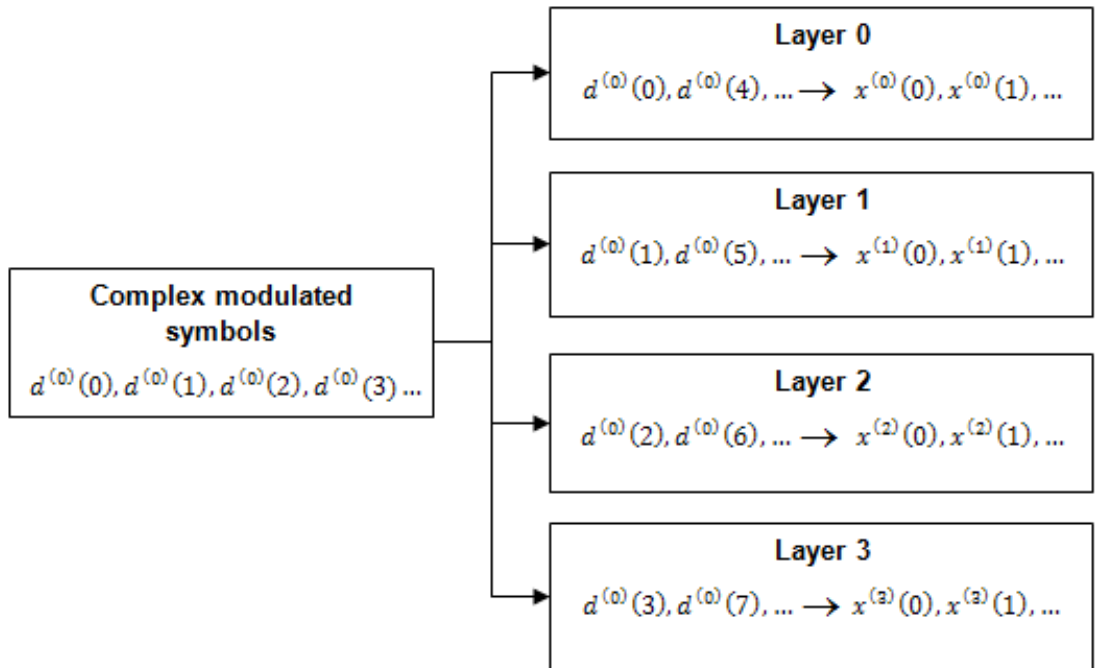 Layer 0
d⁽⁰⁾(0), d⁽⁰⁾(4), ... → x⁽⁰⁾(0), x⁽⁰⁾(1), ...
Layer 1
d⁽⁰⁾(1), d⁽⁰⁾(5), ... → x⁽¹⁾(0), x⁽¹⁾(1), ...
Complex modulated
symbols
d⁽⁰⁾(0), d⁽⁰⁾(1), d⁽⁰⁾(2), d⁽⁰⁾(3) ...
Layer 2
d⁽⁰⁾(2), d⁽⁰⁾(6), ... → x⁽²⁾(0), x⁽²⁾(1), ...
Layer 3
d⁽⁰⁾(3), d⁽⁰⁾(7), ... → x⁽³⁾(0), x⁽³⁾(1), ...